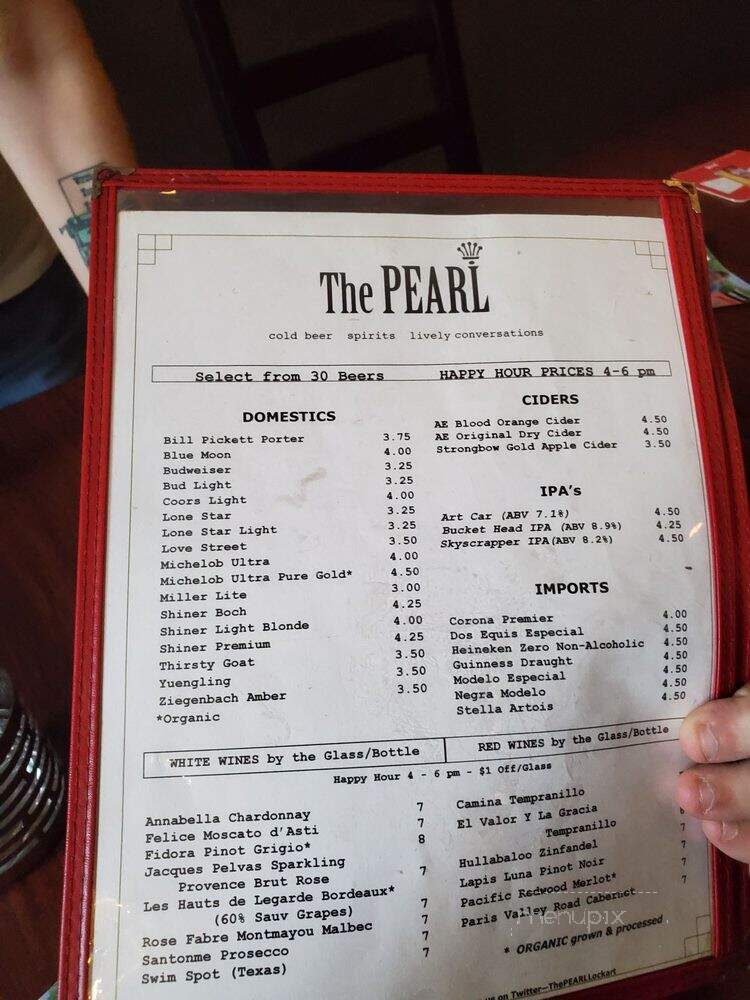 The PEARL
cold beer spirits lively conversations
Select from 30 Beers
HAPPY HOUR PRICES 4-6 pm
DOMESTICS
Bill Pickett Porter 3.75
Blue Moon 4.00
Budweiser 3.25
Bud Light 3.25
Coors Light 4.00
Lone Star 3.25
Lone Star Light 3.25
Love Street 3.50
Michelob Ultra 4.00
Michelob Ultra Pure Gold* 4.50
Miller Lite 3.00
Shiner Boch 4.25
Shiner Light Blonde 4.00
Shiner Premium 4.25
Thirsty Goat 3.50
Yuengling 3.50
Ziegenbach Amber 3.50
*Organic
CIDERS
AE Blood Orange Cider 4.50
AE Original Dry Cider 4.50
Strongbow Gold Apple Cider 3.50
IPA's
Art Car (ABV 7.1%) 4.50
Bucket Head IPA (ABV 8.9%) 4.25
Skyscrapper IPA(ABV 8.2%) 4.50
IMPORTS
Corona Premier 4.00
Dos Equis Especial 4.50
Heineken Zero Non-Alcoholic 4.50
Guinness Draught 4.50
Modelo Especial 4.50
Negra Modelo 4.50
Stella Artois 4.50
WHITE WINES by the Glass/Bottle
RED WINES by the Glass/Bottle
Happy Hour 4 - 6 pm - $1 Off/Glass
Annabella Chardonnay 7
Felice Moscato d'Asti 7
Fidora Pinot Grigio* 8
Jacques Pelvas Sparkling
Provence Brut Rose 7
Les Hauts de Legarde Bordeaux*
(60% Sauv Grapes) 7
Rose Fabre Montmayou Malbec 7
Santonme Prosecco 7
Swim Spot (Texas) 7
Camina Tempranillo
El Valor Y La Gracia
Tempranillo 7
Hullabaloo Zinfandel 7
Lapis Luna Pinot Noir 7
Pacific Redwood Merlot* 7
Paris Valley Road Cabernet 7
* ORGANIC grown & processed
us on Twitter--ThePEARLLockart
menupix